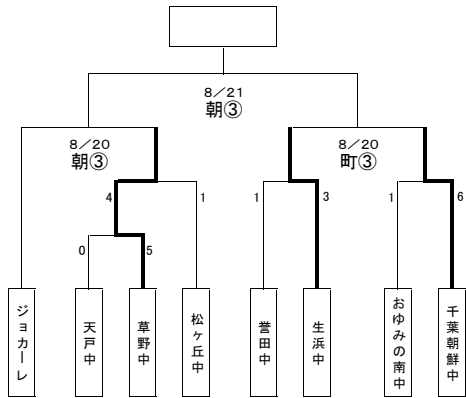 8/21
朝③
8/20
朝③
8/20
町③
4
1
1
3
1
6
0
5
ジョカーレ
天戸中
草野中
松ヶ丘中
誉田中
生浜中
おゆみの南中
千葉朝鮮中